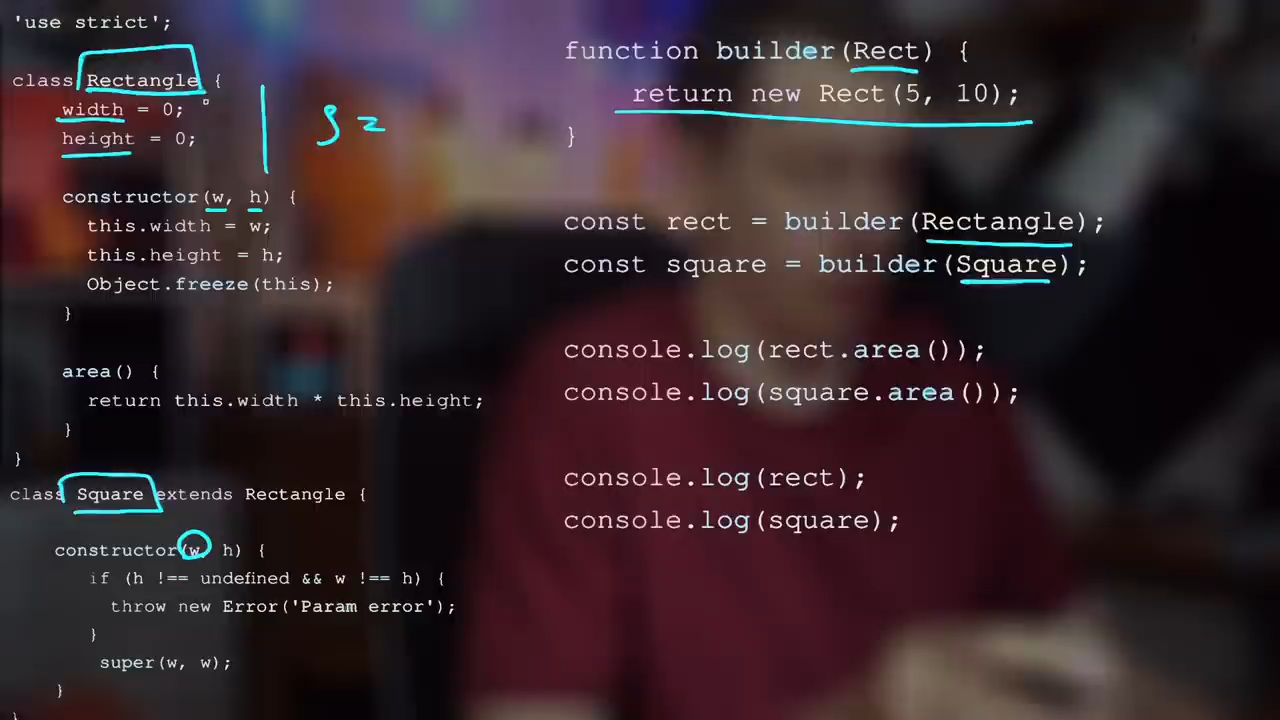 'use strict';
class Rectangle {
width = 0;
height = 0;
constructor(w, h) {
this.width = w;
this.height = h;
Object.freeze(this);
}
area() {
return this.width * this.height;
}
}
class Square extends Rectangle {
constructor(w, h) {
if (h !== undefined && w !== h) {
throw new Error('Param error');
}
super(w, w);
}
}
function builder(Rect) {
return new Rect(5, 10);
}
const rect = builder(Rectangle);
const square = builder(Square);
console.log(rect.area());
console.log(square.area());
console.log(rect);
console.log(square);